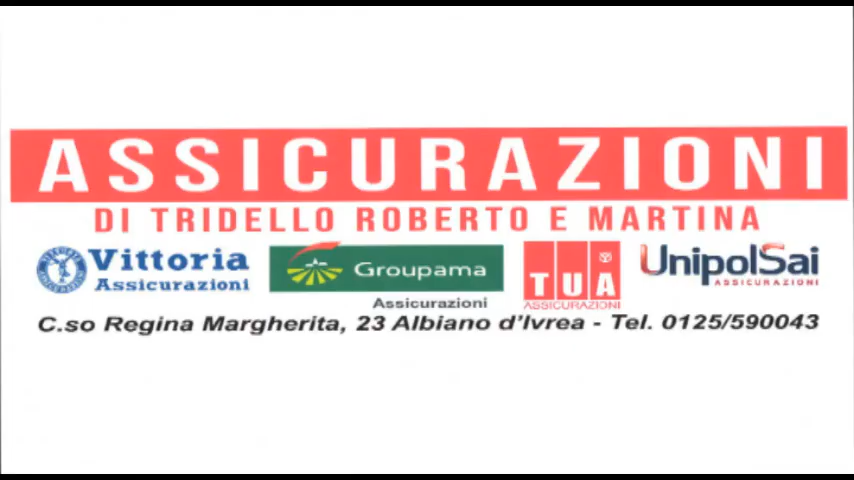 ASSICURAZIONI
DI TRIDELLO ROBERTO E MARTINA
Vittoria
Assicurazioni
Groupama
Assicurazioni
TUA
ASSICURAZIONI
UnipolSai
ASSICURAZIONI
C.so Regina Margherita, 23 Albiano d'Ivrea - Tel. 0125/590043